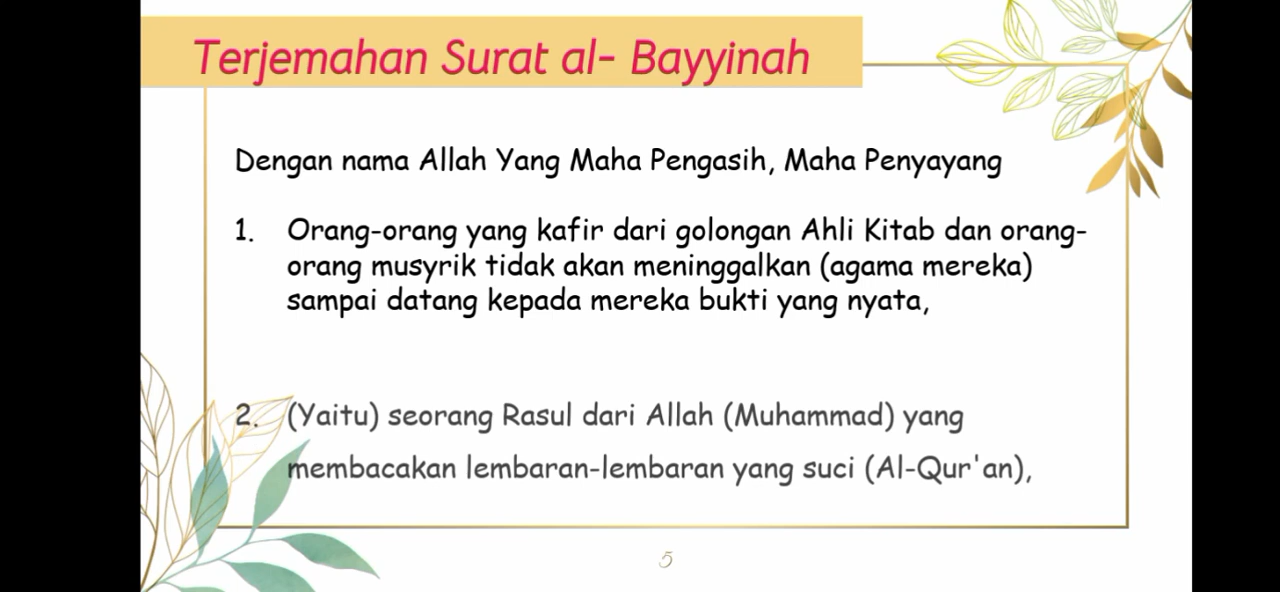 Terjemahan Surat al- Bayyinah
Dengan nama Allah Yang Maha Pengasih, Maha Penyayang
1. Orang-orang yang kafir dari golongan Ahli Kitab dan orang-
orang musyrik tidak akan meninggalkan (agama mereka)
sampai datang kepada mereka bukti yang nyata,
2. (Yaitu) seorang Rasul dari Allah (Muhammad) yang
membacakan lembaran-lembaran yang suci (Al-Qur'an),
5